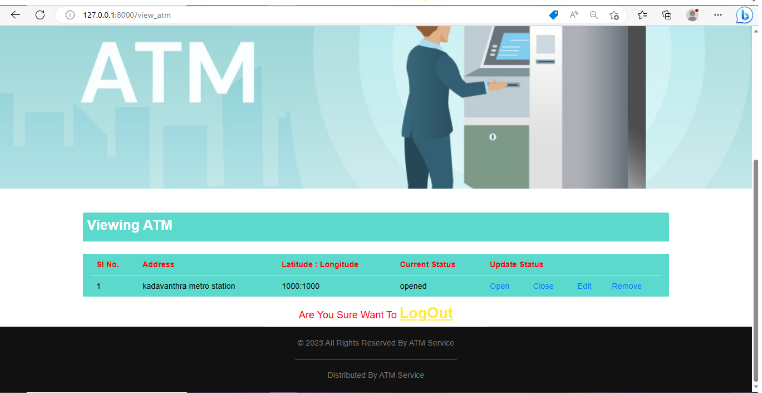 127.0.0.1:8000/view_atm
ATM
Viewing ATM
Sl No. Address Latitude : Longitude Current Status Update Status
1 kadavanthra metro station 1000:1000 opened Open Close Edit Remove
Are You Sure Want To LogOut
© 2023 All Rights Reserved By ATM Service
Distributed By ATM Service